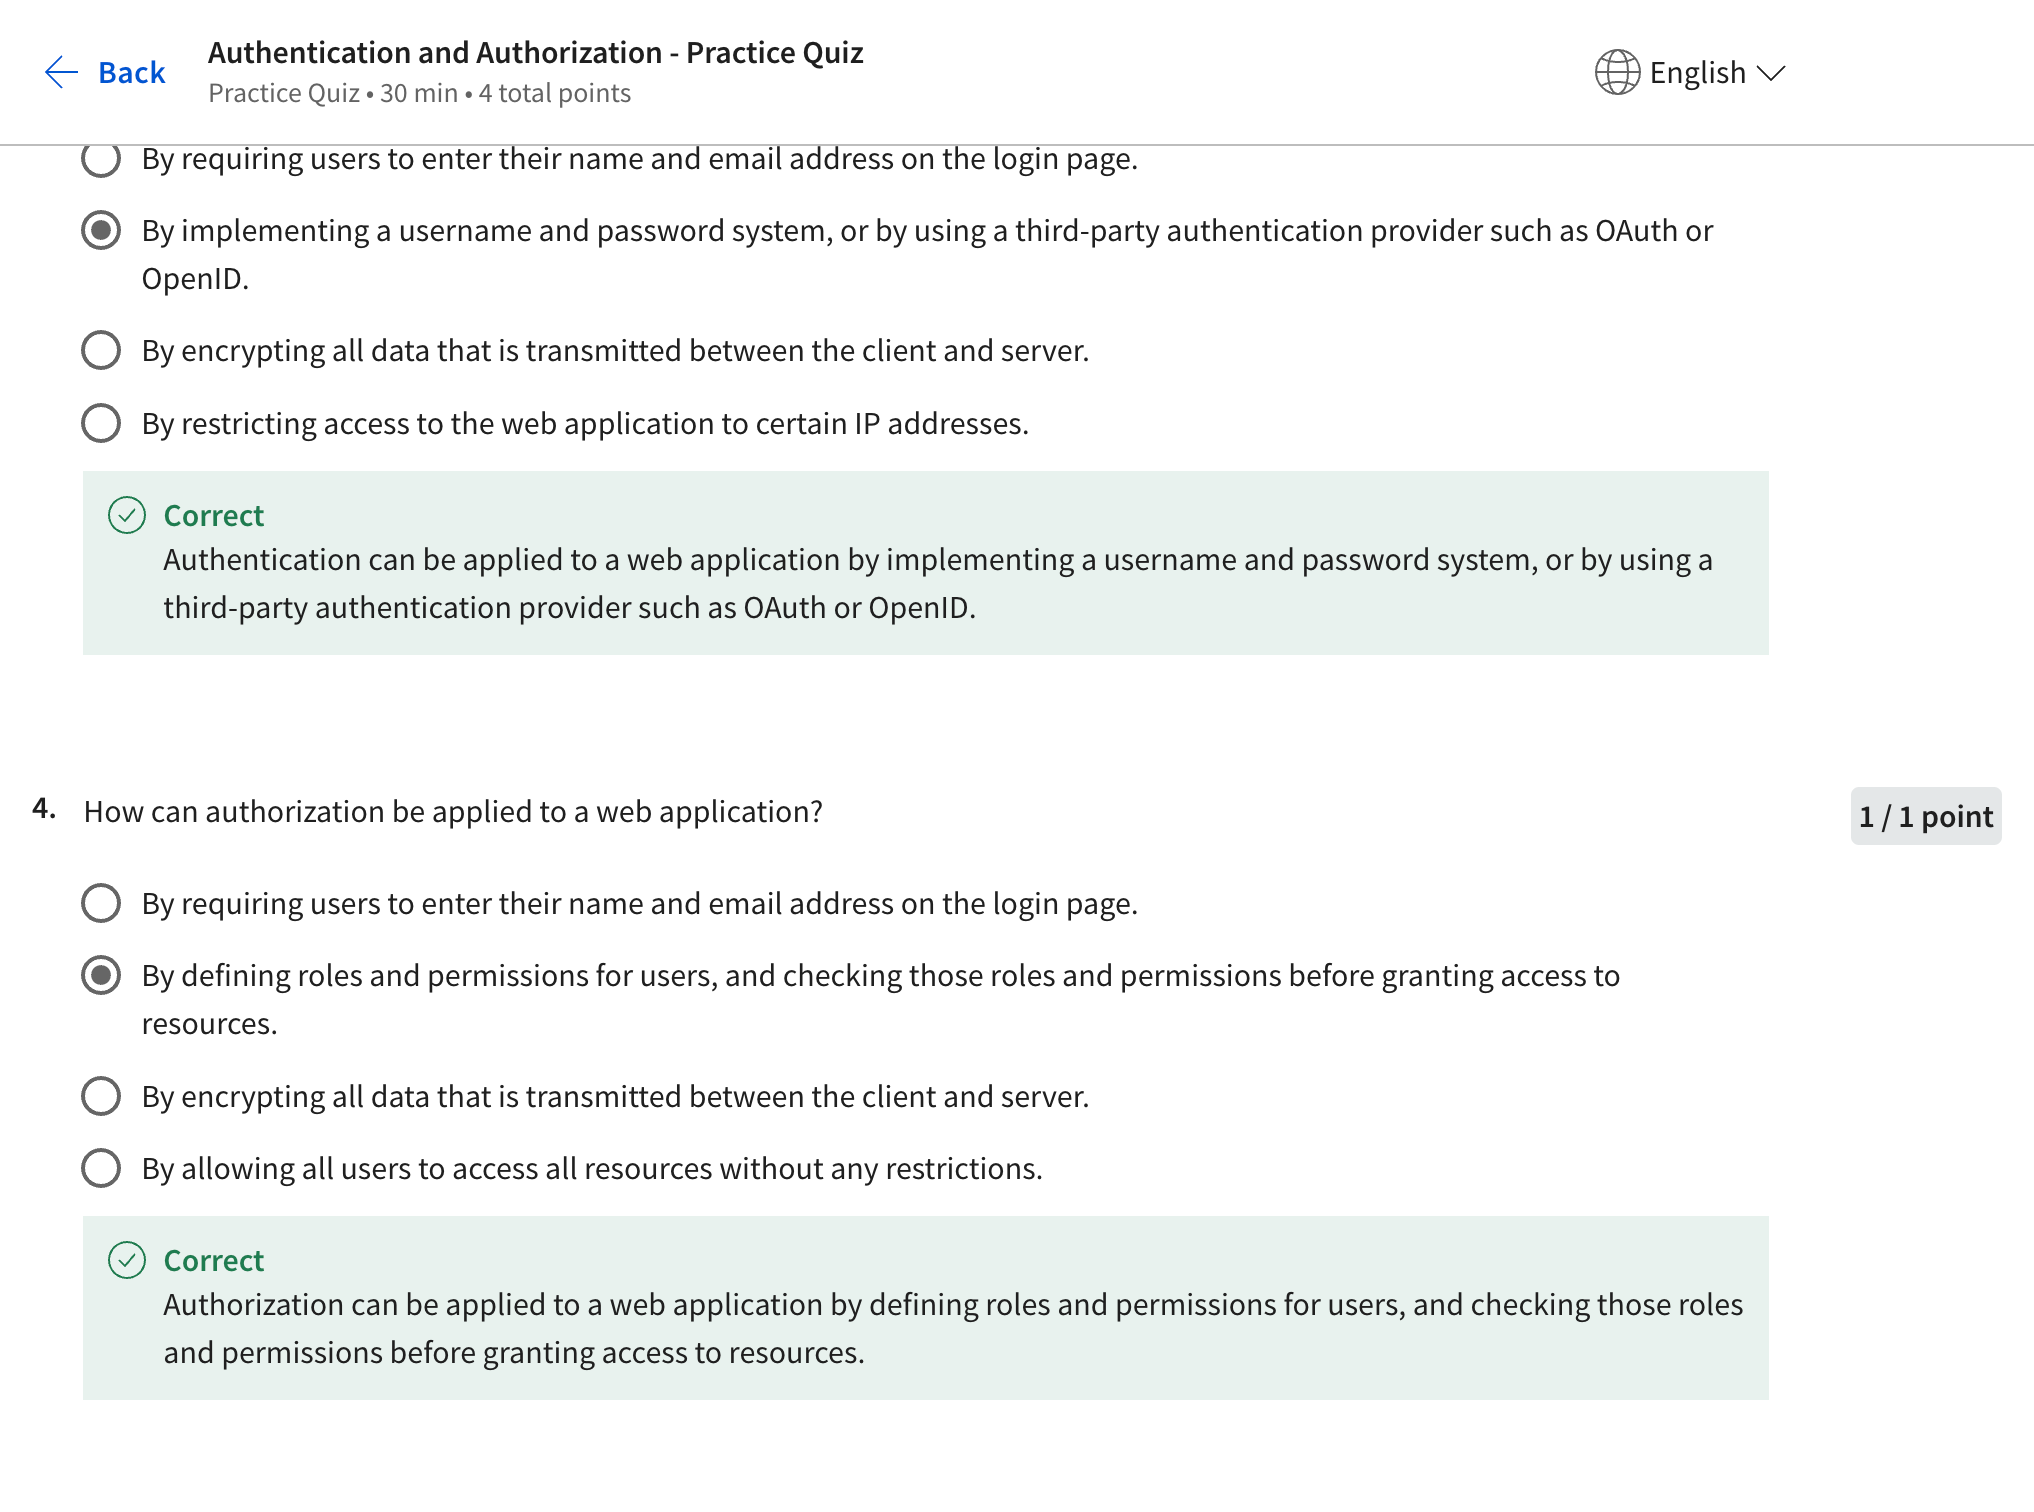 Back
Authentication and Authorization - Practice Quiz
Practice Quiz • 30 min • 4 total points
English
By requiring users to enter their name and email address on the login page.
By implementing a username and password system, or by using a third-party authentication provider such as OAuth or
OpenID.
By encrypting all data that is transmitted between the client and server.
By restricting access to the web application to certain IP addresses.
Correct
Authentication can be applied to a web application by implementing a username and password system, or by using a
third-party authentication provider such as OAuth or OpenID.
4. How can authorization be applied to a web application?
1 / 1 point
By requiring users to enter their name and email address on the login page.
By defining roles and permissions for users, and checking those roles and permissions before granting access to
resources.
By encrypting all data that is transmitted between the client and server.
By allowing all users to access all resources without any restrictions.
Correct
Authorization can be applied to a web application by defining roles and permissions for users, and checking those roles
and permissions before granting access to resources.